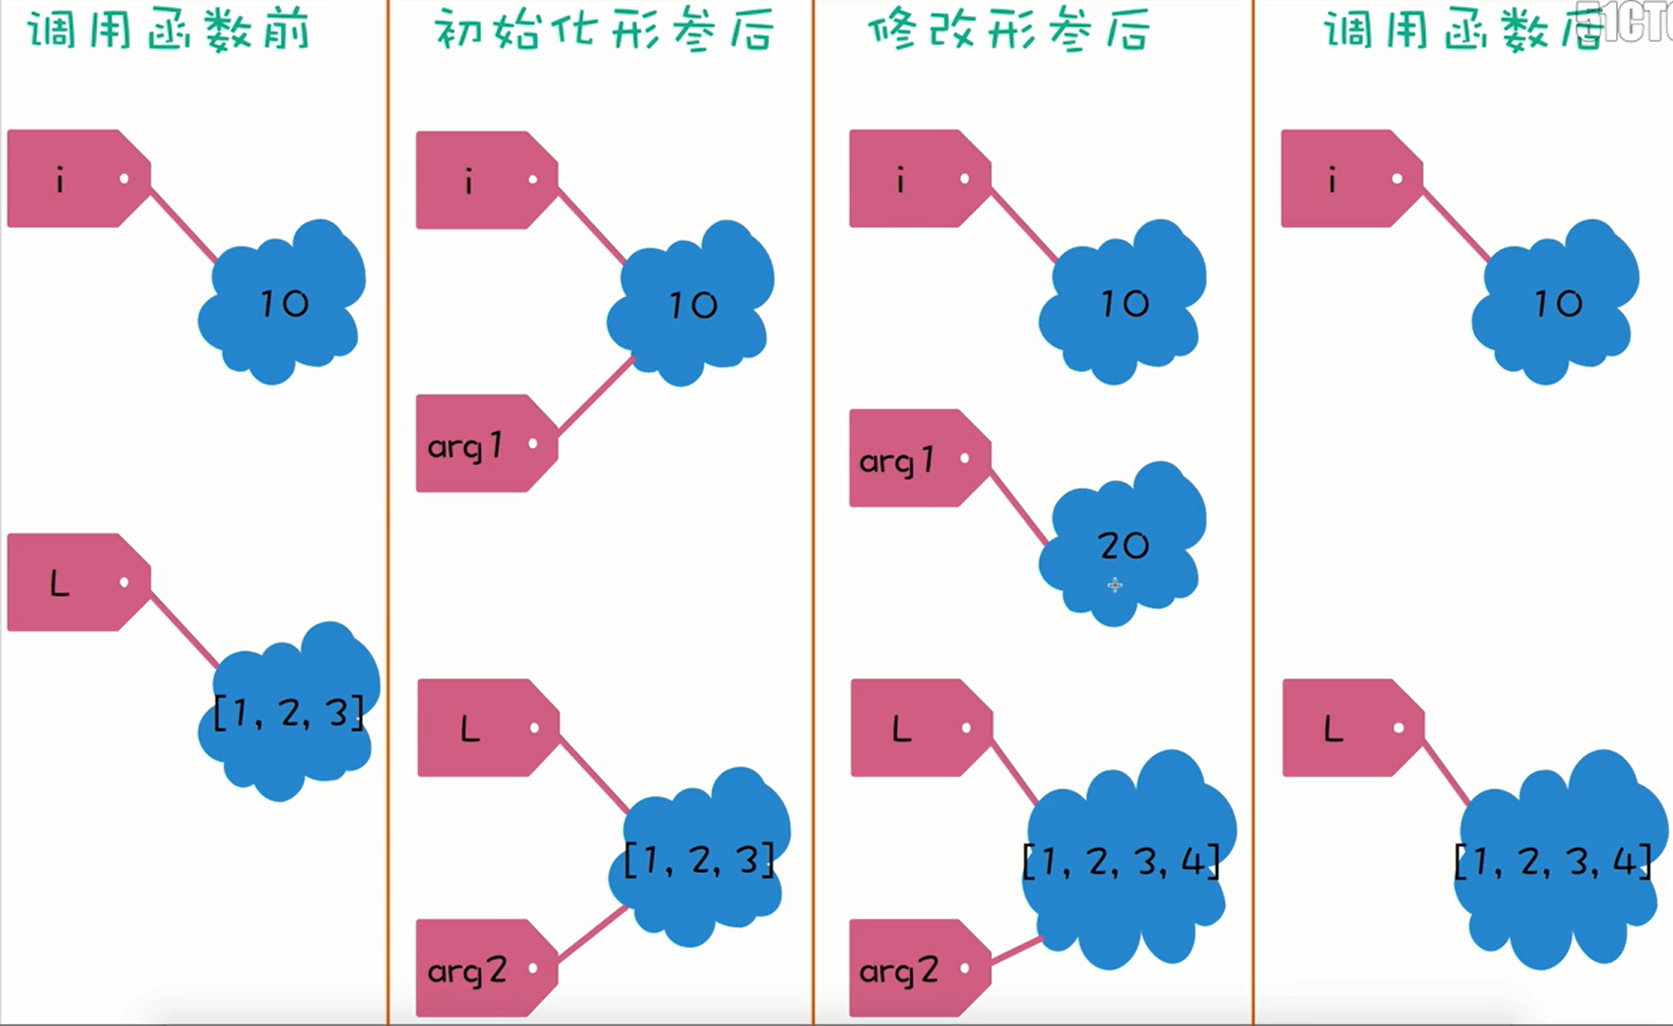 调用函数前
i
10
L
[1, 2, 3]
初始化形参后
i
10
arg1
L
[1, 2, 3]
arg2
修改形参后
i
10
arg1
20
L
[1, 2, 3, 4]
arg2
调用函数后
51CTO
i
10
L
[1, 2, 3, 4]